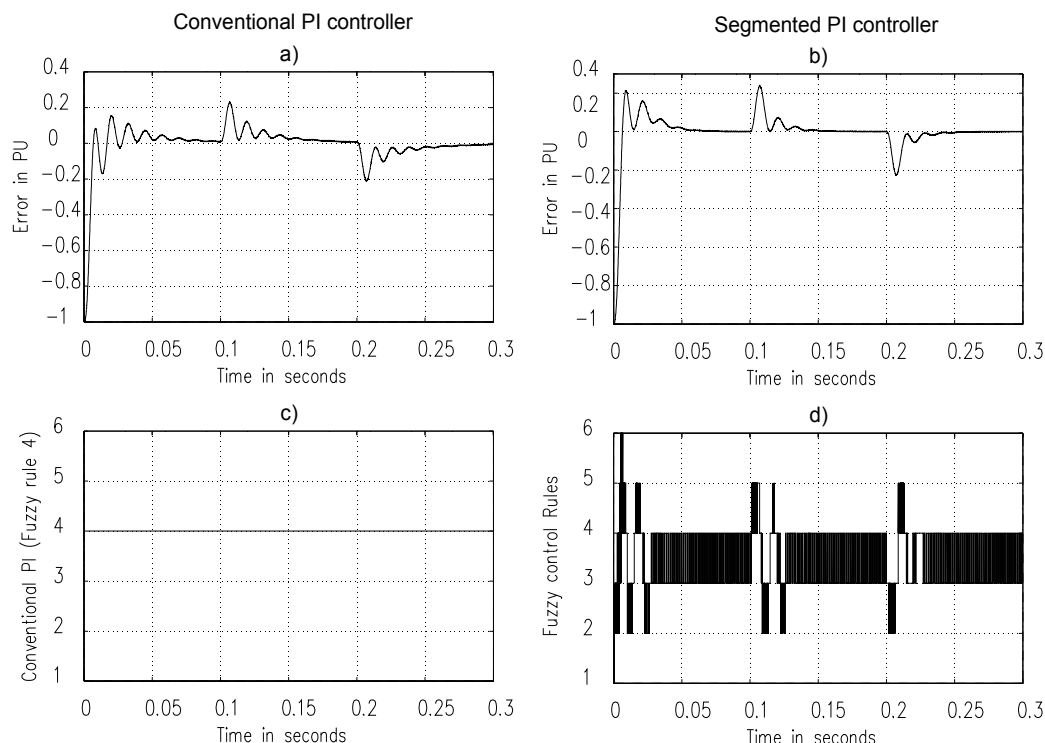 Conventional PI controller
a)
0.4
0.2
0
−0.2
−0.4
−0.6
−0.8
−1
Error in PU
0 0.05 0.1 0.15 0.2 0.25 0.3
Time in seconds
Segmented PI controller
b)
0.4
0.2
0
−0.2
−0.4
−0.6
−0.8
−1
Error in PU
0 0.05 0.1 0.15 0.2 0.25 0.3
Time in seconds
c)
6
5
4
3
2
1
Conventional PI (Fuzzy rule 4)
0 0.05 0.1 0.15 0.2 0.25 0.3
Time in seconds
d)
6
5
4
3
2
1
Fuzzy control Rules
0 0.05 0.1 0.15 0.2 0.25 0.3
Time in seconds